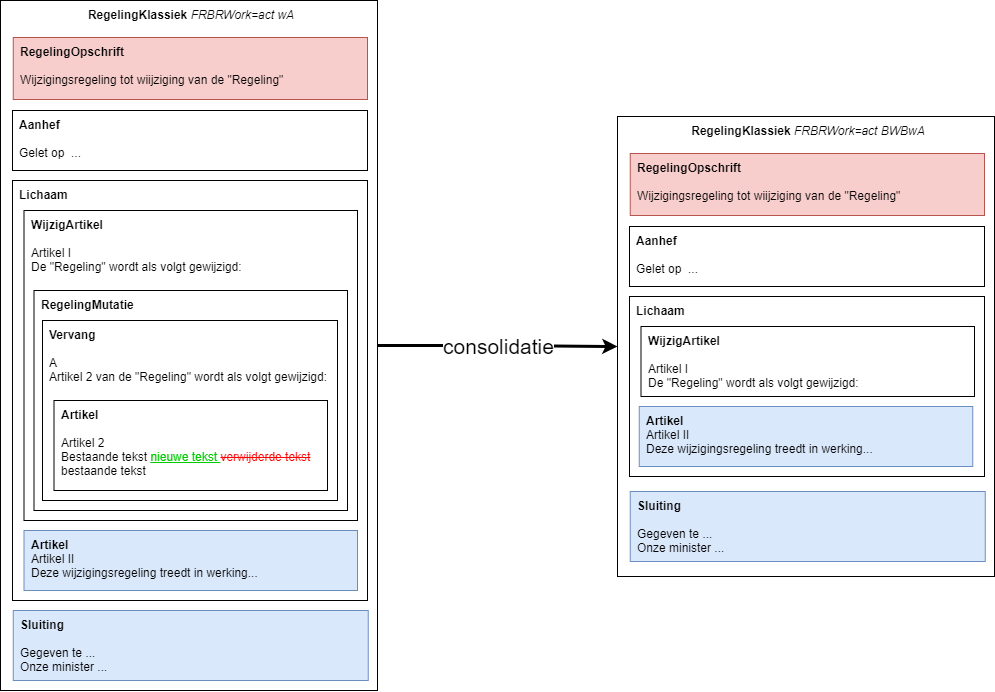 RegelingKlassiek FRBRWork=act wA
RegelingOpschrift
Wijzigingsregeling tot wiijziging van de "Regeling"
Aanhef
Gelet op ...
Lichaam
WijzigArtikel
Artikel I
De "Regeling" wordt als volgt gewijzigd:
RegelingMutatie
Vervang
A
Artikel 2 van de "Regeling" wordt als volgt gewijzigd:
Artikel
Artikel 2
Bestaande tekst nieuwe tekst verwijderde tekst
bestaande tekst
Artikel
Artikel II
Deze wijzigingsregeling treedt in werking...
Sluiting
Gegeven te ...
Onze minister ...
consolidatie
RegelingKlassiek FRBRWork=act BWBwA
RegelingOpschrift
Wijzigingsregeling tot wiijziging van de "Regeling"
Aanhef
Gelet op ...
Lichaam
WijzigArtikel
Artikel I
De "Regeling" wordt als volgt gewijzigd:
Artikel
Artikel II
Deze wijzigingsregeling treedt in werking...
Sluiting
Gegeven te ...
Onze minister ...